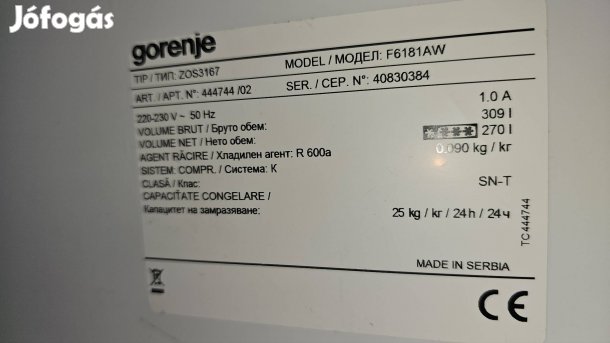 Jófogás
gorenje
TIP / ТИП: ZOS3167 MODEL / МОДЕЛ: F6181AW
ART. / АРТ. N°: 444744 /02 SER. / СЕР. N°: 40830384
220-230 V ~ 50 Hz 1.0 A
VOLUME BRUT / Бруто обем: 309 l
VOLUME NET / Нето обем: 270 l
AGENT RĂCIRE / Хладилен агент: R 600a 0.090 kg / кг
SISTEM: COMPR. / Система: К
CLASĂ / Клас: SN-T
CAPACITATE CONGELARE /
Капацитет на замразяване: 25 kg / кг / 24h / 24ч
TC444744
MADE IN SERBIA
CE